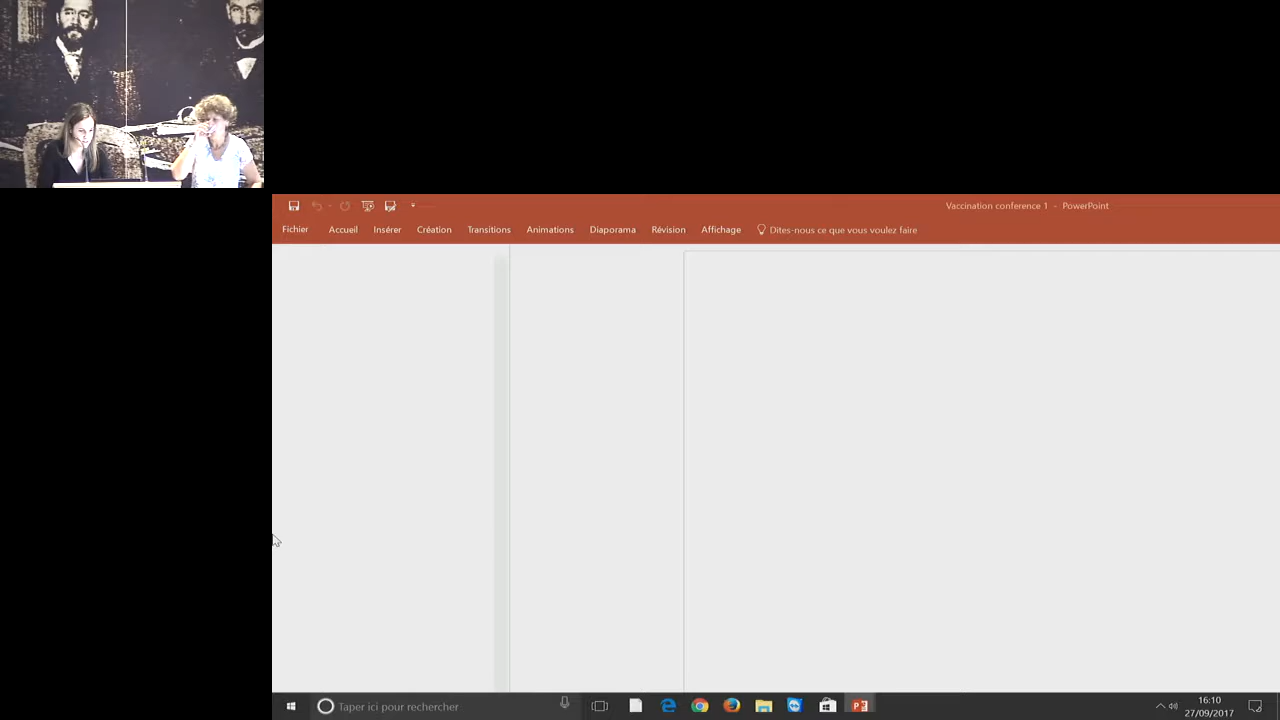 Vaccination conference 1 - PowerPoint
Fichier Accueil Insérer Création Transitions Animations Diaporama Révision Affichage Dites-nous ce que vous voulez faire
Taper ici pour rechercher
16:10
27/09/2017